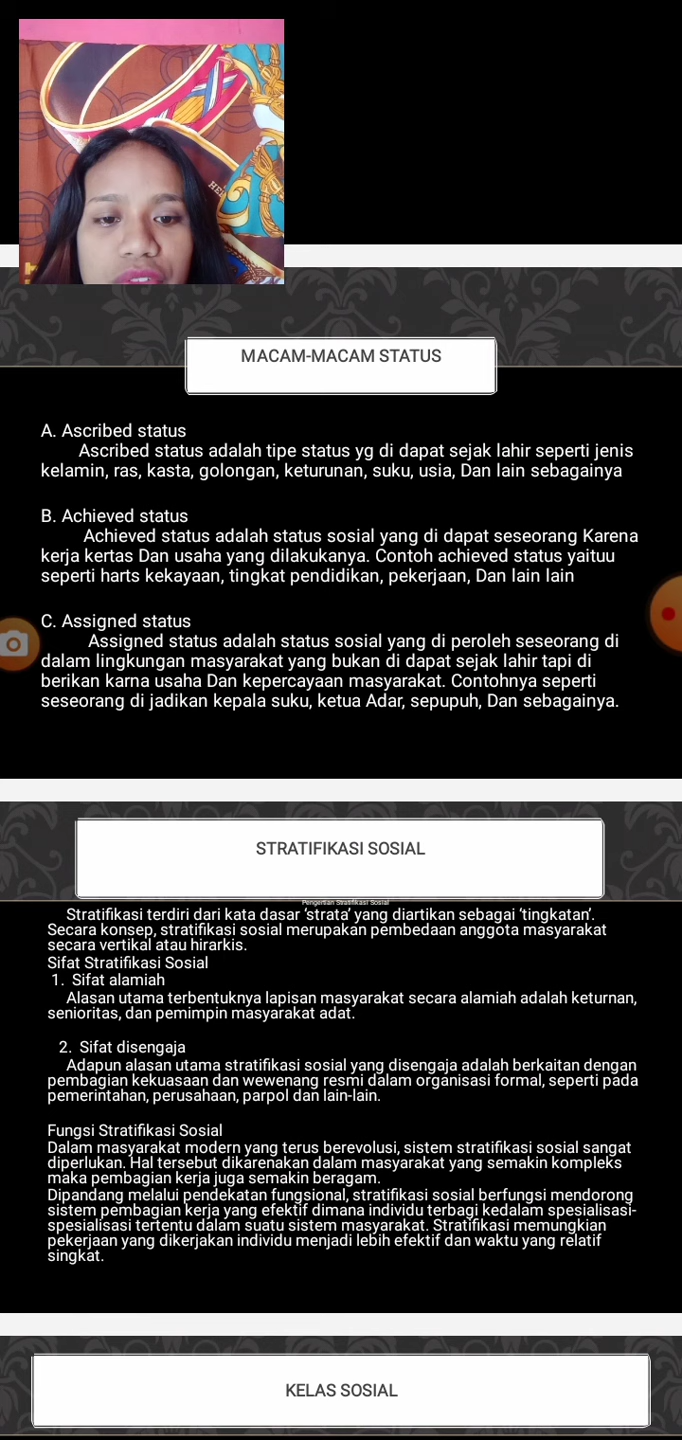 HER
MACAM-MACAM STATUS
A. Ascribed status
Ascribed status adalah tipe status yg di dapat sejak lahir seperti jenis
kelamin, ras, kasta, golongan, keturunan, suku, usia, Dan lain sebagainya
B. Achieved status
Achieved status adalah status sosial yang di dapat seseorang Karena
kerja kertas Dan usaha yang dilakukanya. Contoh achieved status yaituu
seperti harts kekayaan, tingkat pendidikan, pekerjaan, Dan lain lain
C. Assigned status
Assigned status adalah status sosial yang di peroleh seseorang di
dalam lingkungan masyarakat yang bukan di dapat sejak lahir tapi di
berikan karna usaha Dan kepercayaan masyarakat. Contohnya seperti
seseorang di jadikan kepala suku, ketua Adar, sepupuh, Dan sebagainya.
STRATIFIKASI SOSIAL
Pengertian Stratifikasi Sosial
Stratifikasi terdiri dari kata dasar ‘strata’ yang diartikan sebagai ‘tingkatan’.
Secara konsep, stratifikasi sosial merupakan pembedaan anggota masyarakat
secara vertikal atau hirarkis.
Sifat Stratifikasi Sosial
1. Sifat alamiah
Alasan utama terbentuknya lapisan masyarakat secara alamiah adalah keturnan,
senioritas, dan pemimpin masyarakat adat.
2. Sifat disengaja
Adapun alasan utama stratifikasi sosial yang disengaja adalah berkaitan dengan
pembagian kekuasaan dan wewenang resmi dalam organisasi formal, seperti pada
pemerintahan, perusahaan, parpol dan lain-lain.
Fungsi Stratifikasi Sosial
Dalam masyarakat modern yang terus berevolusi, sistem stratifikasi sosial sangat
diperlukan. Hal tersebut dikarenakan dalam masyarakat yang semakin kompleks
maka pembagian kerja juga semakin beragam.
Dipandang melalui pendekatan fungsional, stratifikasi sosial berfungsi mendorong
sistem pembagian kerja yang efektif dimana individu terbagi kedalam spesialisasi-
spesialisasi tertentu dalam suatu sistem masyarakat. Stratifikasi memungkian
pekerjaan yang dikerjakan individu menjadi lebih efektif dan waktu yang relatif
singkat.
KELAS SOSIAL